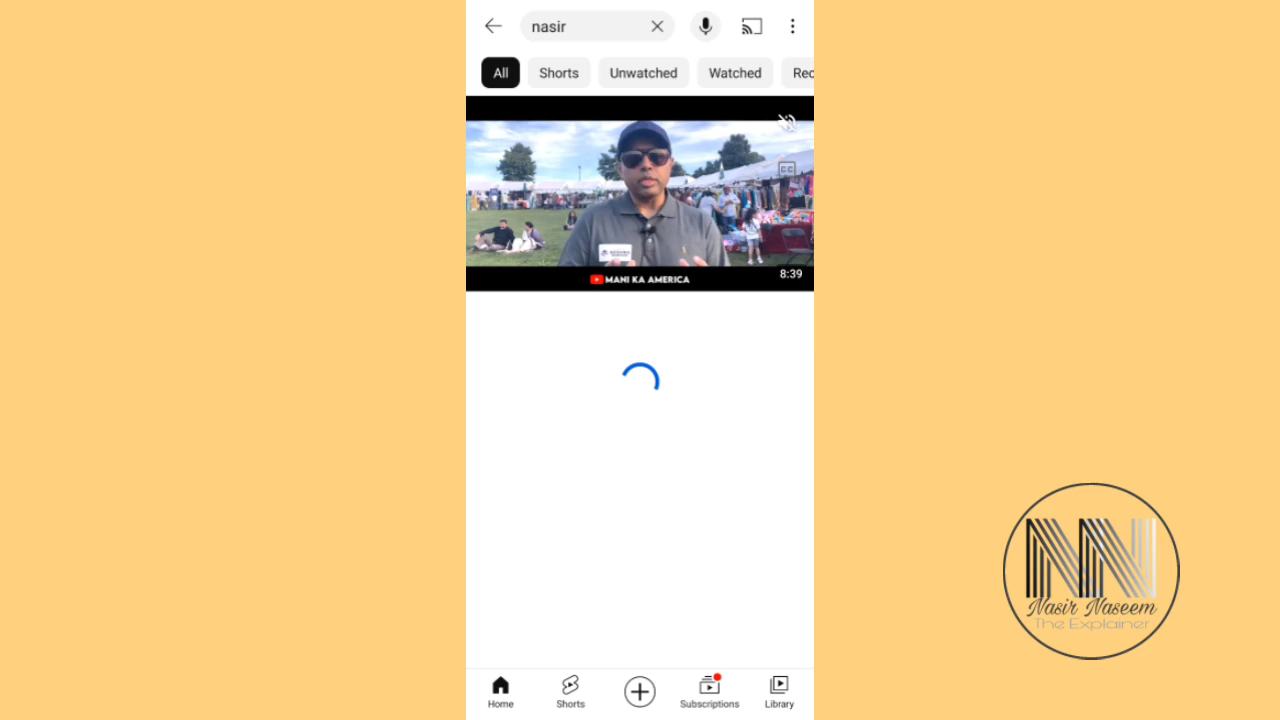 nasir
All
Shorts
Unwatched
Watched
Rec
CC
MANI KA AMERICA
8:39
NN
Nasir Naseem
The Explainer
Home
Shorts
Subscriptions
Library